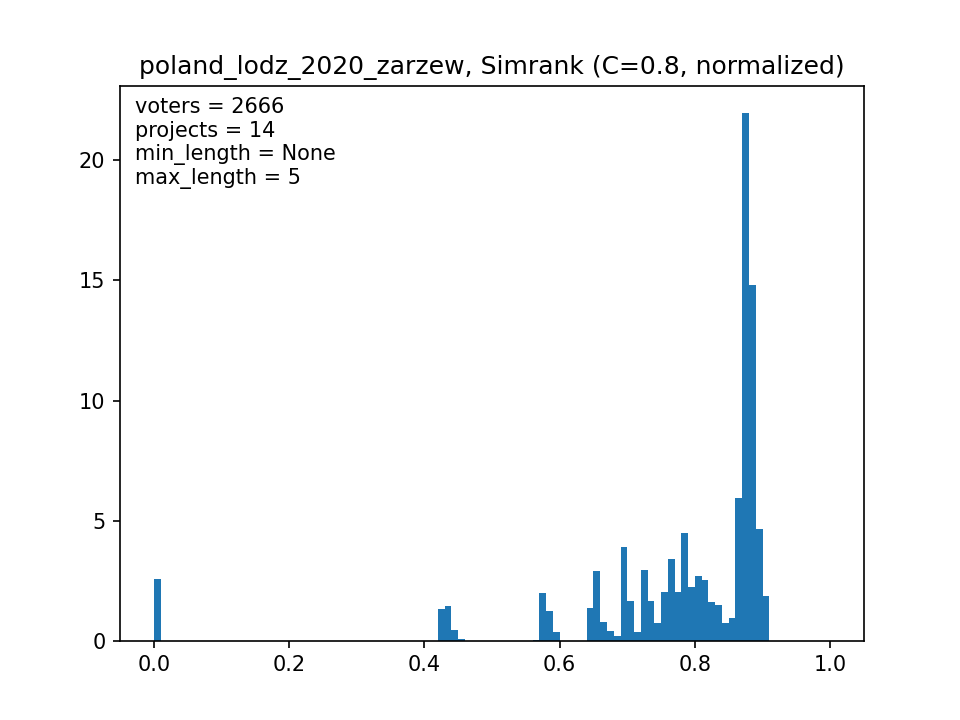 poland_lodz_2020_zarzew, Simrank (C=0.8, normalized)
voters = 2666
projects = 14
min_length = None
max_length = 5
20
15
10
5
0
0.0 0.2 0.4 0.6 0.8 1.0